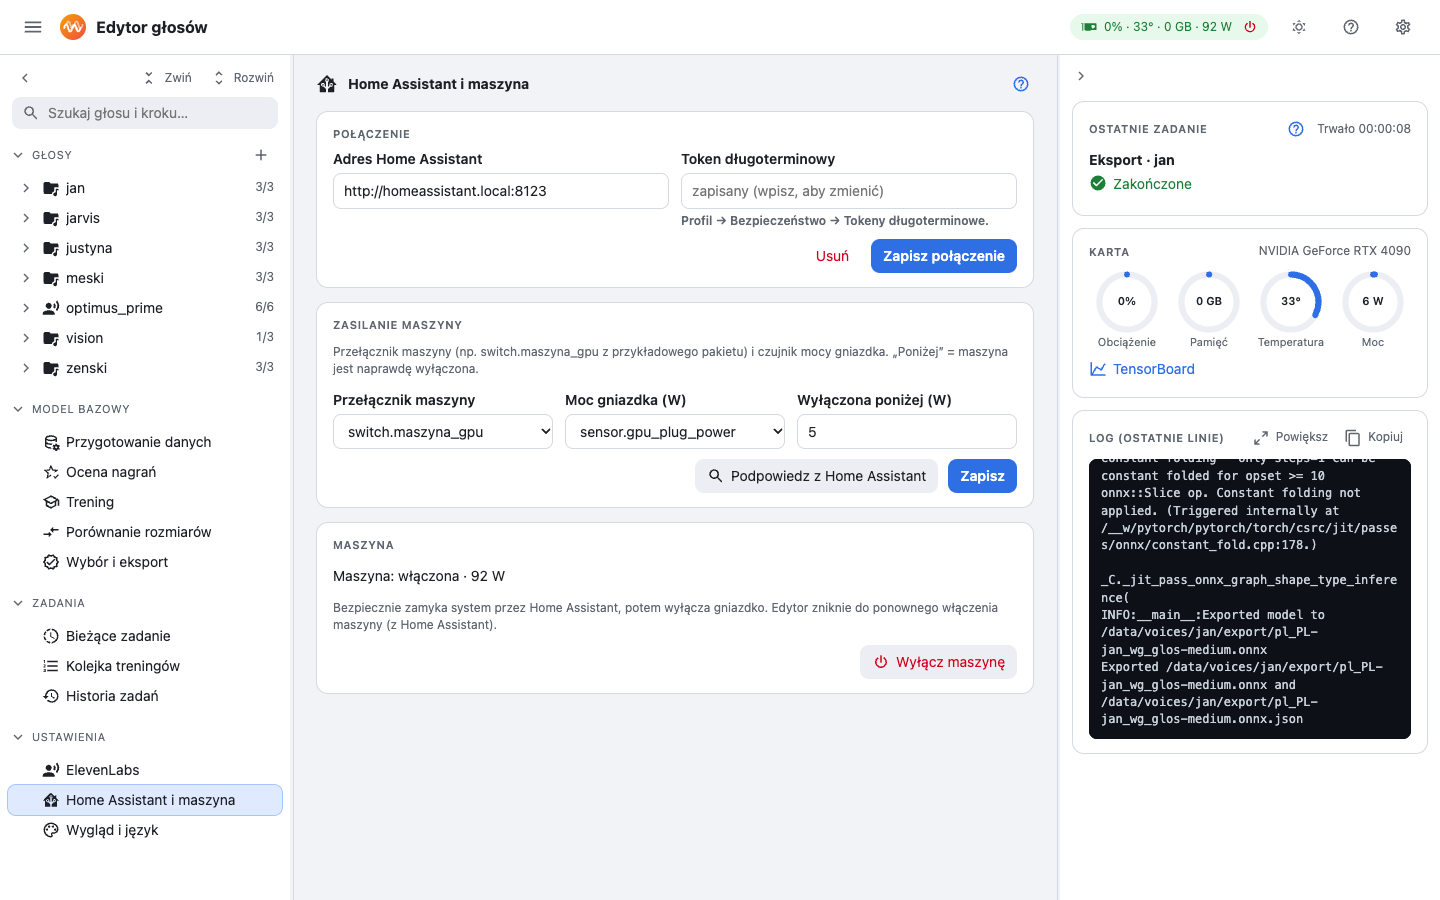 Edytor głosów
0% · 33° · 0 GB · 92 W
Zwiń
Rozwiń
Szukaj głosu i kroku...
GŁOSY
jan 3/3
jarvis 3/3
justyna 3/3
meski 3/3
optimus_prime 6/6
vision 1/3
zenski 3/3
MODEL BAZOWY
Przygotowanie danych
Ocena nagrań
Trening
Porównanie rozmiarów
Wybór i eksport
ZADANIA
Bieżące zadanie
Kolejka treningów
Historia zadań
USTAWIENIA
ElevenLabs
Home Assistant i maszyna
Wygląd i język
Home Assistant i maszyna
POŁĄCZENIE
Adres Home Assistant
http://homeassistant.local:8123
Token długoterminowy
zapisany (wpisz, aby zmienić)
Profil → Bezpieczeństwo → Tokeny długoterminowe.
Usuń
Zapisz połączenie
ZASILANIE MASZYNY
Przełącznik maszyny (np. switch.maszyna_gpu z przykładowego pakietu) i czujnik mocy gniazdka. „Poniżej” = maszyna
jest naprawdę wyłączona.
Przełącznik maszyny
switch.maszyna_gpu
Moc gniazdka (W)
sensor.gpu_plug_power
Wyłączona poniżej (W)
5
Podpowiedz z Home Assistant
Zapisz
MASZYNA
Maszyna: włączona · 92 W
Bezpiecznie zamyka system przez Home Assistant, potem wyłącza gniazdko. Edytor zniknie do ponownego włączenia
maszyny (z Home Assistant).
Wyłącz maszynę
OSTATNIE ZADANIE
Trwało 00:00:08
Eksport · jan
Zakończone
KARTA
NVIDIA GeForce RTX 4090
0%
0 GB
33°
6 W
Obciążenie
Pamięć
Temperatura
Moc
TensorBoard
LOG (OSTATNIE LINIE)
Powiększ
Kopiuj
Constant folding - Only steps=1 can be
constant folded for opset >= 10
onnx::Slice op. Constant folding not
applied. (Triggered internally at
/__w/pytorch/pytorch/torch/csrc/jit/passe
s/onnx/constant_fold.cpp:178.)
_C._jit_pass_onnx_graph_shape_type_infere
nce(
INFO:__main__:Exported model to
/data/voices/jan/export/pl_PL-
jan_wg_glos-medium.onnx
Exported /data/voices/jan/export/pl_PL-
jan_wg_glos-medium.onnx and
/data/voices/jan/export/pl_PL-
jan_wg_glos-medium.onnx.json